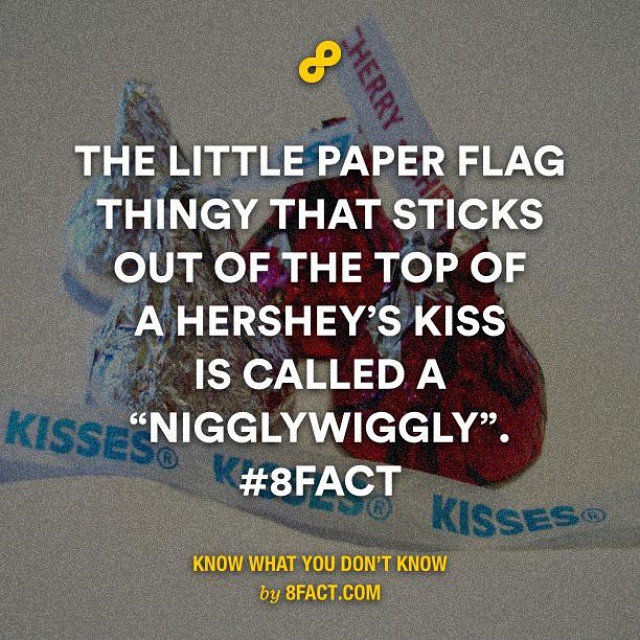 CHERRY
THE LITTLE PAPER FLAG
THINGY THAT STICKS
OUT OF THE TOP OF
A HERSHEY’S KISS
IS CALLED A
“NIGGLYWIGGLY”.
#8FACT
KISSES®
KISSES®
KNOW WHAT YOU DON’T KNOW
by 8FACT.COM